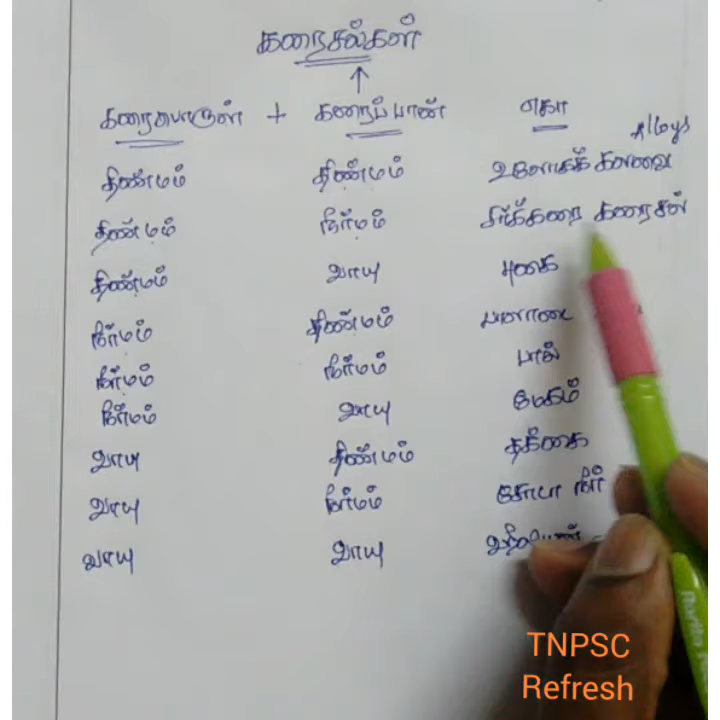 கரைசல்கள்
கரைபொருள் + கரைப்பான் எகா
Alloys
திண்மம் திண்மம் உலோகக் கலவை
திண்மம் நீர்மம் சர்க்கரை கரைசல்
திண்மம் வாயு புகை
நீர்மம் திண்மம்
நீர்மம் நீர்மம் பால்
நீர்மம் வாயு மேகம்
வாயு திண்மம் தக்கை
வாயு நீர்மம் சோடா நீர்
வாயு வாயு
TNPSC
Refresh